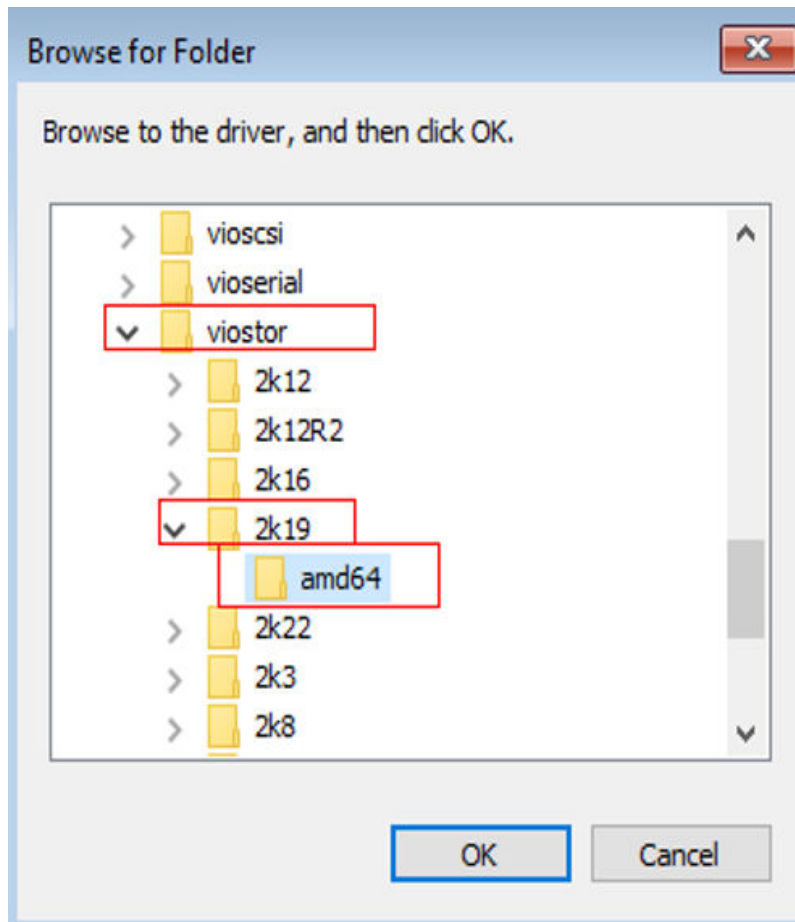 Browse for Folder
Browse to the driver, and then click OK.
vioscsi
vioserial
viostor
2k12
2k12R2
2k16
2k19
amd64
2k22
2k3
2k8
OK Cancel